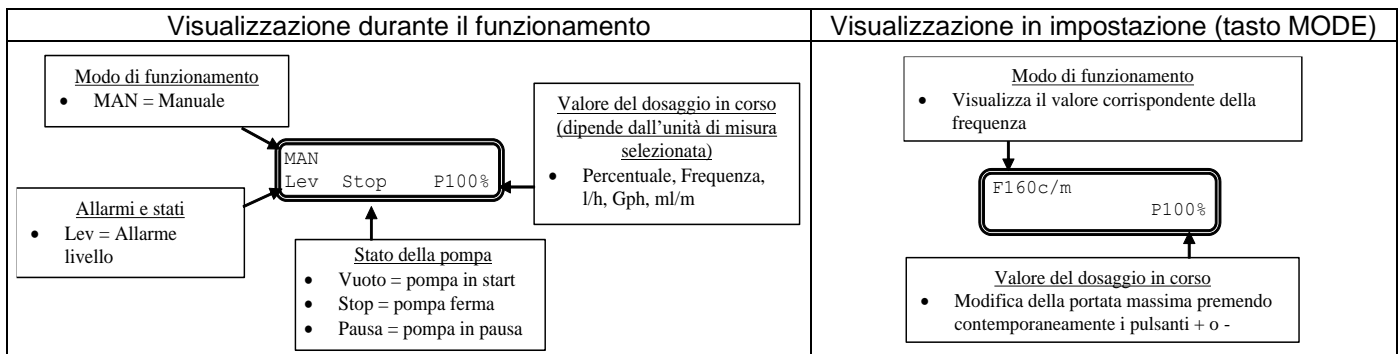 Visualizzazione durante il funzionamento
Modo di funzionamento
• MAN = Manuale
Valore del dosaggio in corso
(dipende dall'unità di misura
selezionata)
• Percentuale, Frequenza,
l/h, Gph, ml/m
MAN
Lev Stop P100%
Allarmi e stati
• Lev = Allarme
livello
Stato della pompa
• Vuoto = pompa in start
• Stop = pompa ferma
• Pausa = pompa in pausa
Visualizzazione in impostazione (tasto MODE)
Modo di funzionamento
• Visualizza il valore corrispondente della
frequenza
F160c/m
P100%
Valore del dosaggio in corso
• Modifica della portata massima premendo
contemporaneamente i pulsanti + o -